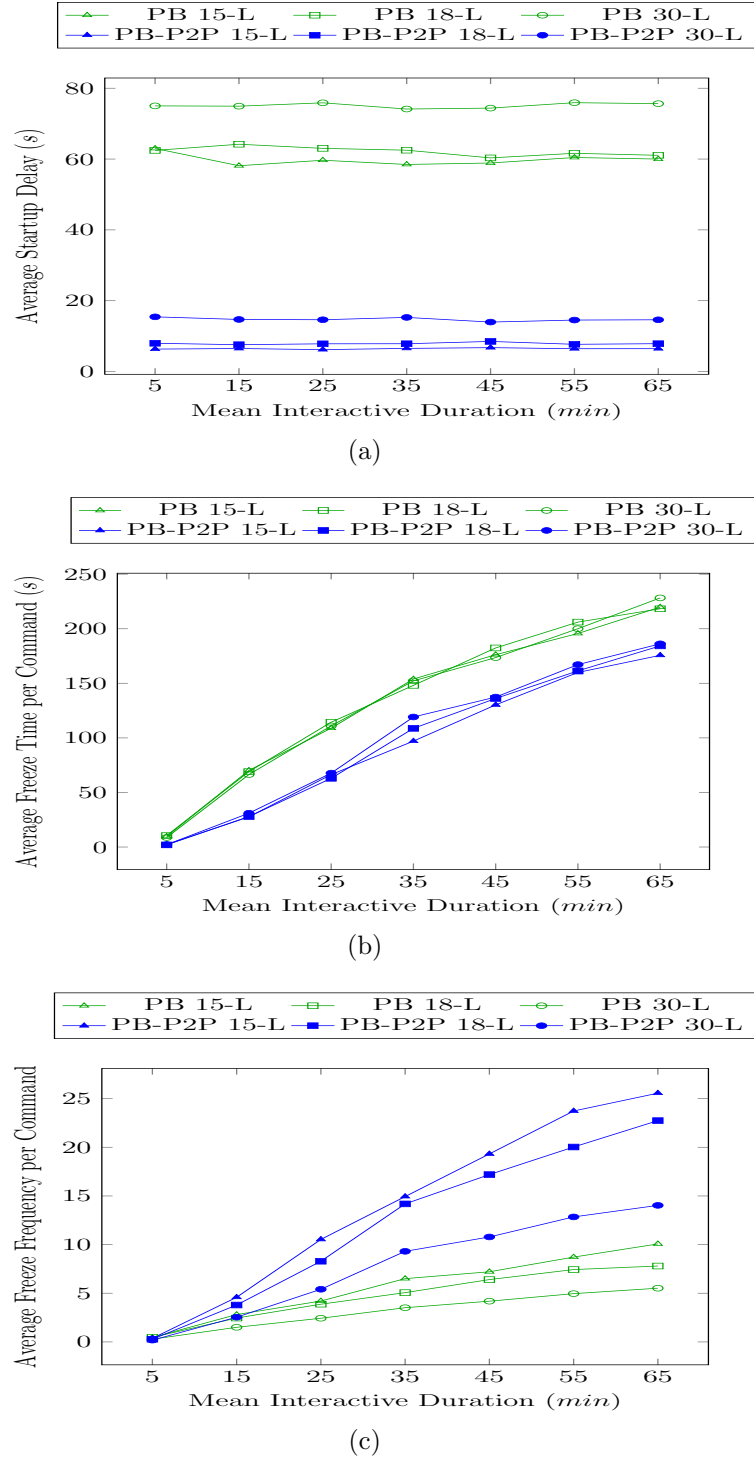 PB 15-L PB 18-L PB 30-L
PB-P2P 15-L PB-P2P 18-L PB-P2P 30-L
80
60
40
20
0
Average Startup Delay (s)
5 15 25 35 45 55 65
Mean Interactive Duration (min)
(a)
PB 15-L PB 18-L PB 30-L
PB-P2P 15-L PB-P2P 18-L PB-P2P 30-L
250
200
150
100
50
0
Average Freeze Time per Command (s)
5 15 25 35 45 55 65
Mean Interactive Duration (min)
(b)
PB 15-L PB 18-L PB 30-L
PB-P2P 15-L PB-P2P 18-L PB-P2P 30-L
25
20
15
10
5
0
Average Freeze Frequency per Command
5 15 25 35 45 55 65
Mean Interactive Duration (min)
(c)